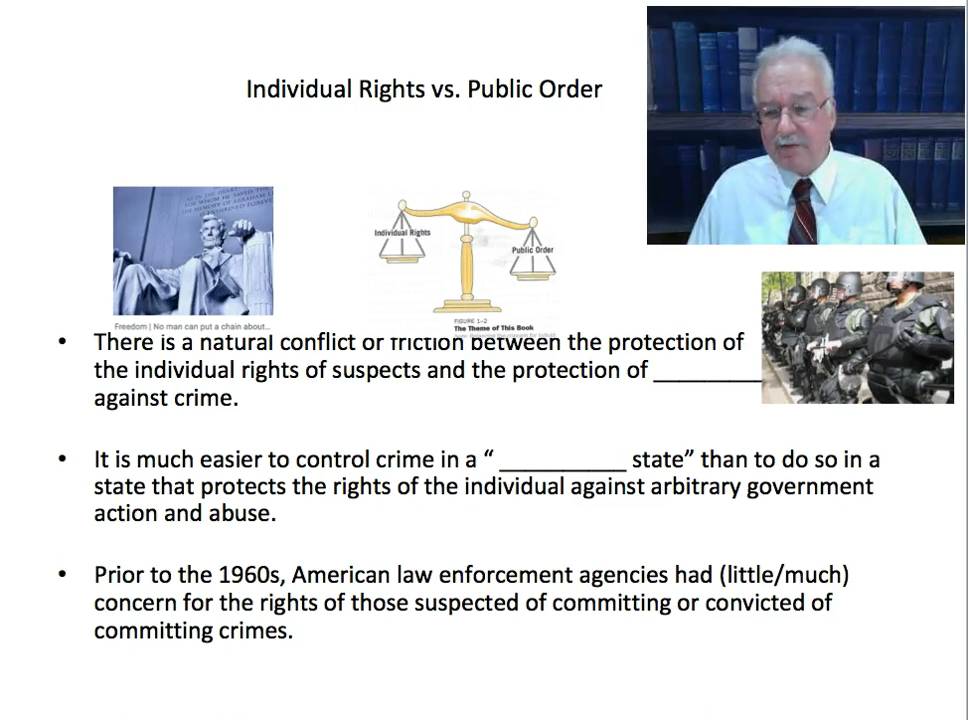 Individual Rights vs. Public Order
Individual Rights
Public Order
FIGURE 1-2
The Theme of This Book
Freedom | No man can put a chain about...
• There is a natural conflict or friction between the protection of
the individual rights of suspects and the protection of __________
against crime.
• It is much easier to control crime in a “ __________ state” than to do so in a
state that protects the rights of the individual against arbitrary government
action and abuse.
• Prior to the 1960s, American law enforcement agencies had (little/much)
concern for the rights of those suspected of committing or convicted of
committing crimes.